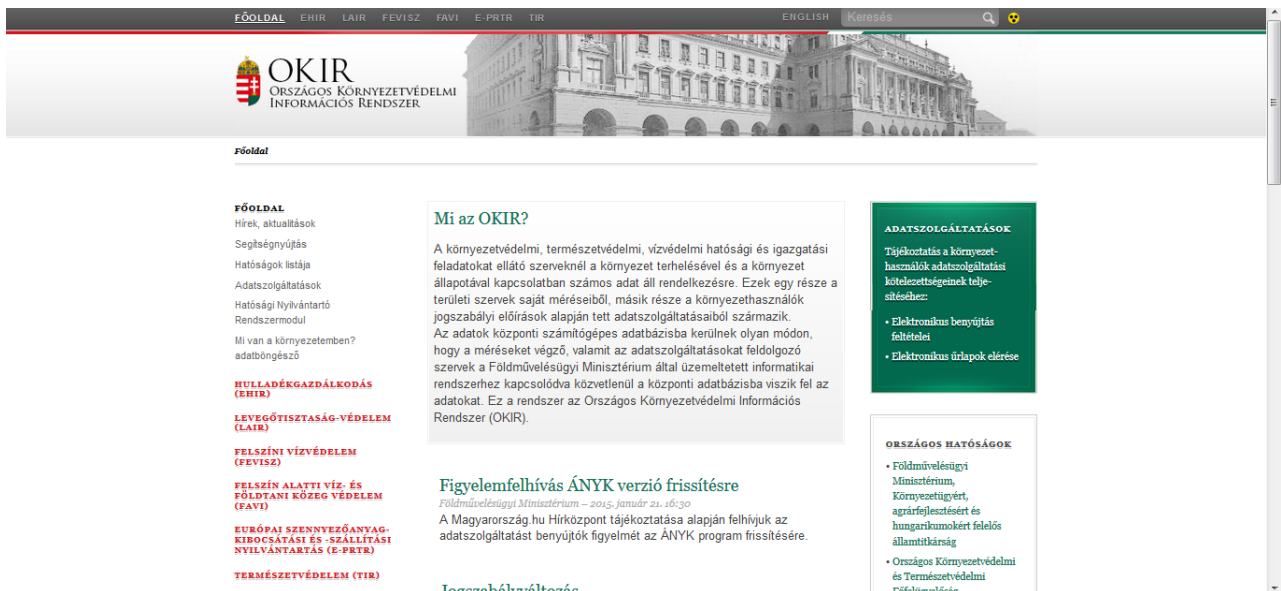 FŐOLDAL EHIR LAIR FEVISZ FAVI E-PRTR TIR ENGLISH Keresés
OKIR
Országos Környezetvédelmi
Információs Rendszer
Főoldal
FŐOLDAL
Hírek, aktualitások
Segítségnyújtás
Hatóságok listája
Adatszolgáltatások
Hatósági Nyilvántartó
Rendszermodul
Mi van a környezetemben?
adatböngésző
HULLADÉKGAZDÁLKODÁS
(EHIR)
LEVEGŐTISZTASÁG-VÉDELEM
(LAIR)
FELSZÍNI VÍZVÉDELEM
(FEVISZ)
FELSZÍN ALATTI VÍZ- ÉS
FÖLDTANI KÖZEG VÉDELEM
(FAVI)
EURÓPAI SZENNYEZŐANYAG-
KIBOCSÁTÁSI ÉS -SZÁLLÍTÁSI
NYILVÁNTARTÁS (E-PRTR)
TERMÉSZETVÉDELEM (TIR)
Mi az OKIR?
A környezetvédelmi, természetvédelmi, vízvédelmi hatósági és igazgatási
feladatokat ellátó szerveknél a környezet terhelésével és a környezet
állapotával kapcsolatban számos adat áll rendelkezésre. Ezek egy része a
területi szervek saját méréseiből, másik része a környezethasználók
jogszabályi előírások alapján tett adatszolgáltatásaiból származik.
Az adatok központi számítógépes adatbázisba kerülnek olyan módon,
hogy a méréseket végző, valamit az adatszolgáltatásokat feldolgozó
szervek a Földművelésügyi Minisztérium által üzemeltetett informatikai
rendszerhez kapcsolódva közvetlenül a központi adatbázisba viszik fel az
adatokat. Ez a rendszer az Országos Környezetvédelmi Információs
Rendszer (OKIR).
Figyelemfelhívás ÁNYK verzió frissítésre
Földművelésügyi Minisztérium – 2015. január 21. 16:30
A Magyarország.hu Hírközpont tájékoztatása alapján felhívjuk az
adatszolgáltatást benyújtók figyelmét az ÁNYK program frissítésére.
Jogszabályváltozás
ADATSZOLGÁLTATÁSOK
Tájékoztatás a környezet-
használók adatszolgáltatási
kötelezettségeinek telje-
sítéséhez:
• Elektronikus benyújtás
feltételei
• Elektronikus űrlapok elérése
ORSZÁGOS HATÓSÁGOK
• Földművelésügyi
Minisztérium,
Környezetügyért,
agrárfejlesztésért és
hungarikumokért felelős
államtitkárság
• Országos Környezetvédelmi
és Természetvédelmi
Főfelügyelőség